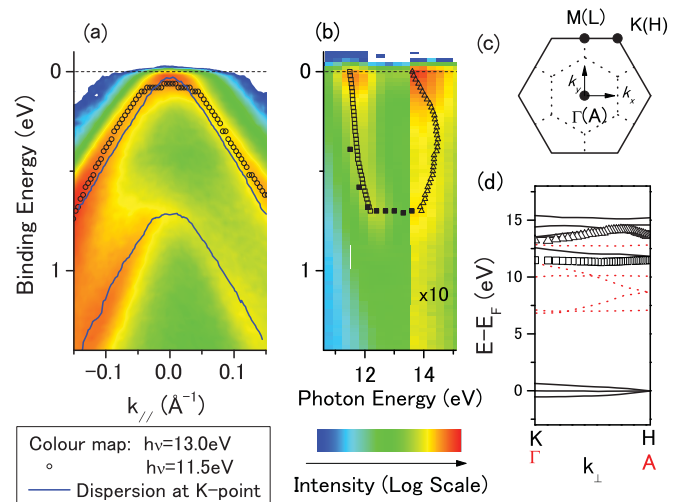 (a)
(b)
(c)
M(L)
K(H)
k_y
k_x
Γ(A)
0
1
Binding Energy (eV)
-0.1
0.0
0.1
k_// (Å⁻¹)
0
1
x10
12
14
Photon Energy (eV)
(d)
15
10
5
0
E-E_F (eV)
K
H
Γ
A
k_⊥
Colour map: hν=13.0eV
hν=11.5eV
Dispersion at K-point
Intensity (Log Scale)